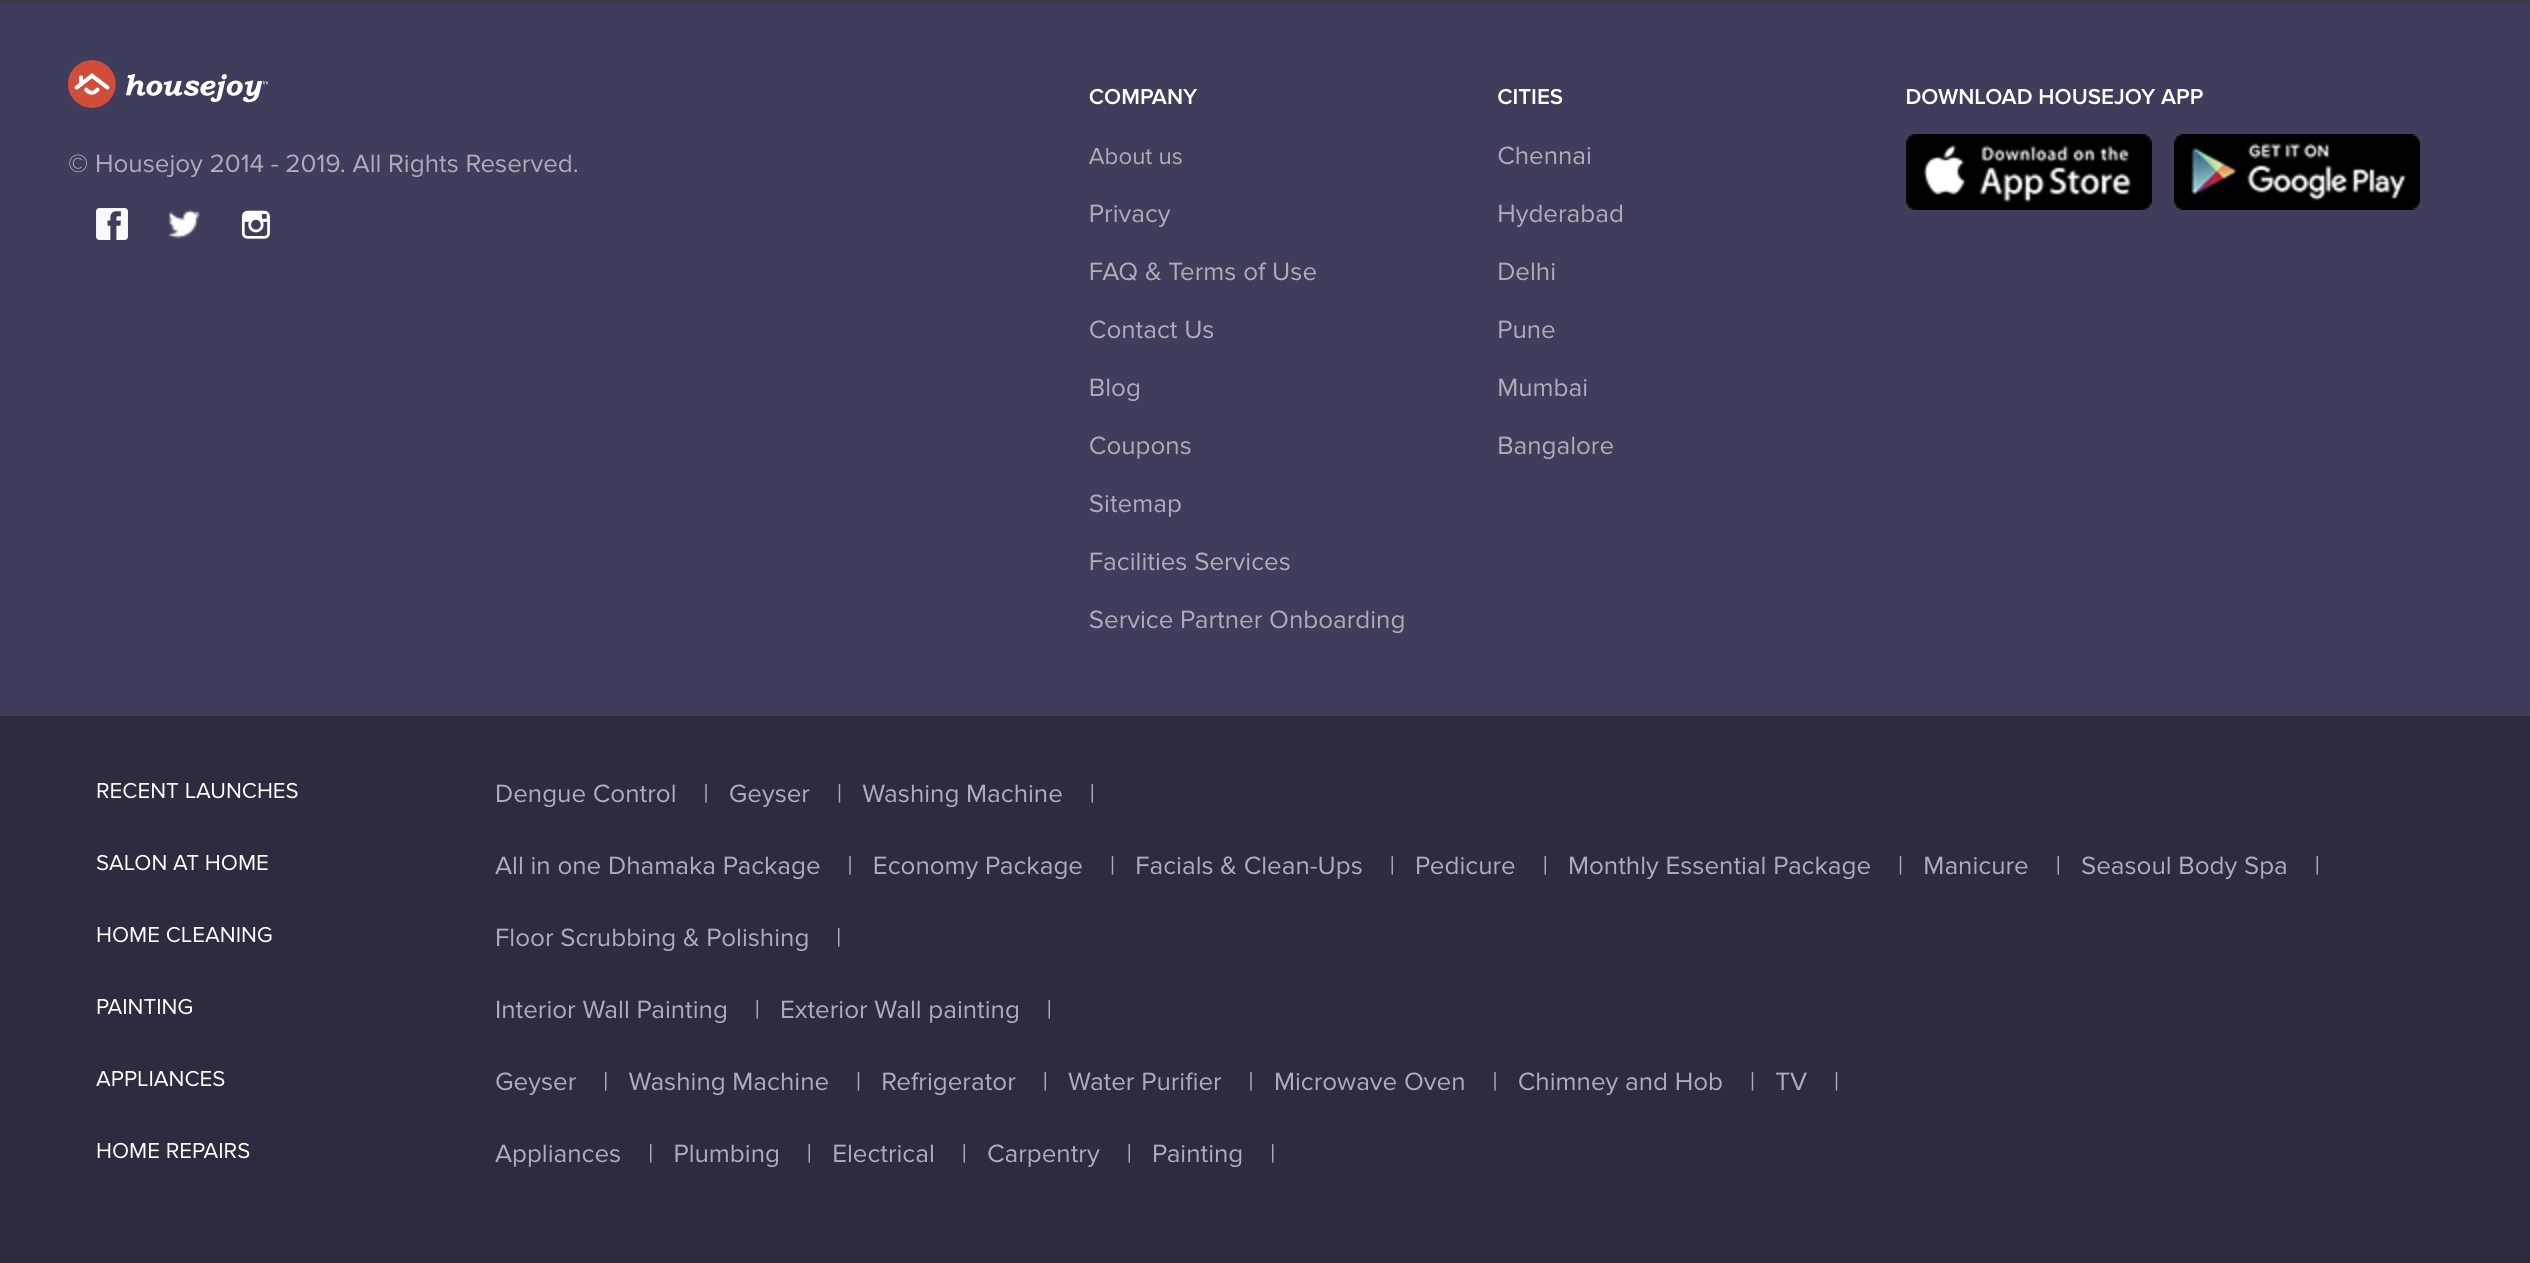 housejoy
© Housejoy 2014 - 2019. All Rights Reserved.
COMPANY
About us
Privacy
FAQ & Terms of Use
Contact Us
Blog
Coupons
Sitemap
Facilities Services
Service Partner Onboarding
CITIES
Chennai
Hyderabad
Delhi
Pune
Mumbai
Bangalore
DOWNLOAD HOUSEJOY APP
Download on the
App Store
GET IT ON
Google Play
RECENT LAUNCHES
Dengue Control | Geyser | Washing Machine |
SALON AT HOME
All in one Dhamaka Package | Economy Package | Facials & Clean-Ups | Pedicure | Monthly Essential Package | Manicure | Seasoul Body Spa |
HOME CLEANING
Floor Scrubbing & Polishing |
PAINTING
Interior Wall Painting | Exterior Wall painting |
APPLIANCES
Geyser | Washing Machine | Refrigerator | Water Purifier | Microwave Oven | Chimney and Hob | TV |
HOME REPAIRS
Appliances | Plumbing | Electrical | Carpentry | Painting |